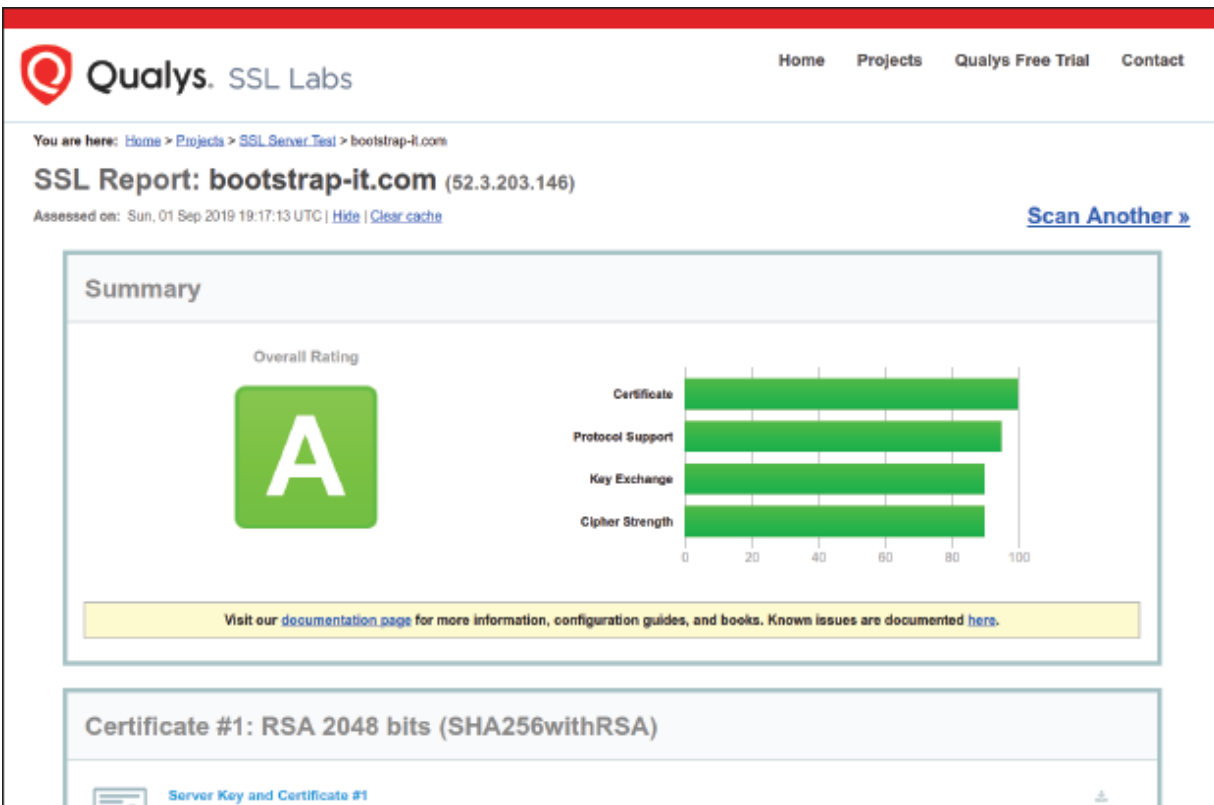 Qualys. SSL Labs
Home Projects Qualys Free Trial Contact
You are here: Home > Projects > SSL Server Test > bootstrap-it.com
SSL Report: bootstrap-it.com (52.3.203.146)
Assessed on: Sun, 01 Sep 2019 19:17:13 UTC | Hide | Clear cache
Scan Another »
Summary
Overall Rating
A
Certificate
Protocol Support
Key Exchange
Cipher Strength
0 20 40 60 80 100
Visit our documentation page for more information, configuration guides, and books. Known issues are documented here.
Certificate #1: RSA 2048 bits (SHA256withRSA)
Server Key and Certificate #1